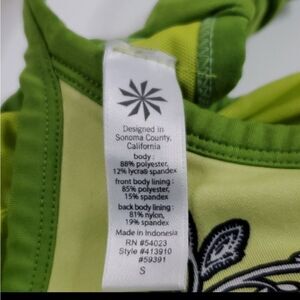 Designed in
Sonoma County,
California
body:
88% polyester,
12% lycra® spandex
front body lining:
85% polyester,
15% spandex
back body lining:
81% nylon,
19% spandex
Made in Indonesia
RN #54023
Style #413910
#59391
S